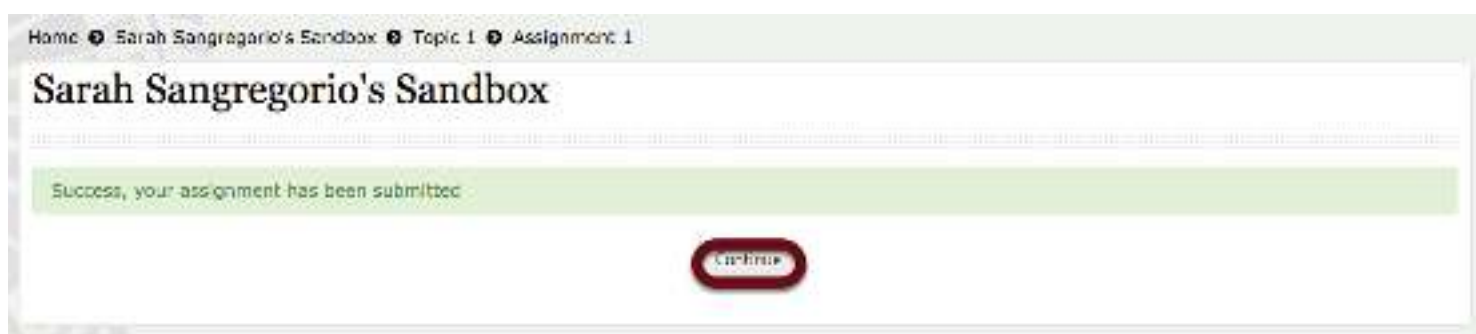 Home Sarah Sangregorio's Sandbox Topic 1 Assignment 1
Sarah Sangregorio's Sandbox
Success, your assignment has been submitted
Continue